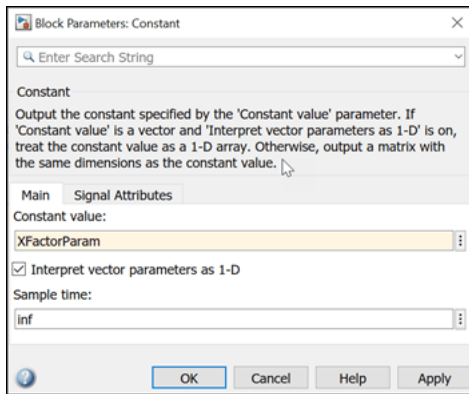 Block Parameters: Constant
Enter Search String
Constant
Output the constant specified by the 'Constant value' parameter. If
'Constant value' is a vector and 'Interpret vector parameters as 1-D' is on,
treat the constant value as a 1-D array. Otherwise, output a matrix with
the same dimensions as the constant value.
Main Signal Attributes
Constant value:
XFactorParam
Interpret vector parameters as 1-D
Sample time:
inf
OK Cancel Help Apply